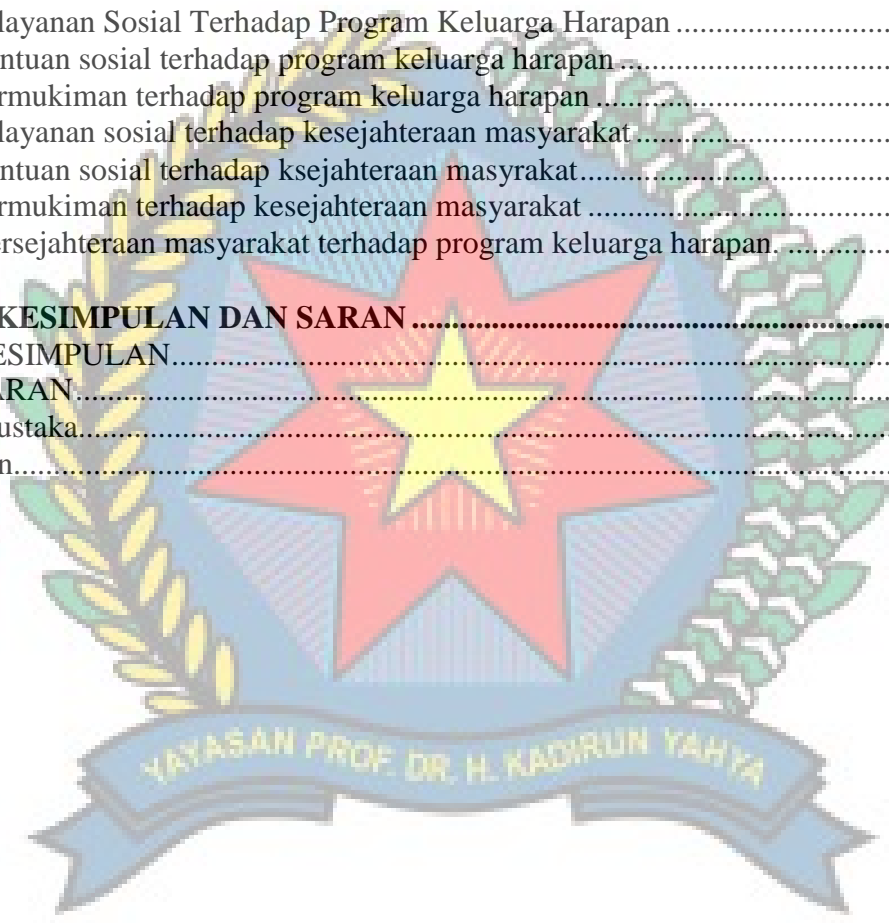 layanan Sosial Terhadap Program Keluarga Harapan ...........................
ntuan sosial terhadap program keluarga harapan ..................................
rmukiman terhadap program keluarga harapan .....................................
layanan sosial terhadap kesejahteraan masyarakat ................................
ntuan sosial terhadap ksejahteraan masyrakat.......................................
rmukiman terhadap kesejahteraan masyarakat ......................................
ersejahteraan masyarakat terhadap program keluarga harapan. .............
KESIMPULAN DAN SARAN ............................................................
ESIMPULAN...........................................................................................
ARAN.......................................................................................................
ustaka.......................................................................................................
n...............................................................................................................
YAYASAN PROF. DR. H. KADIRUN YAHYA